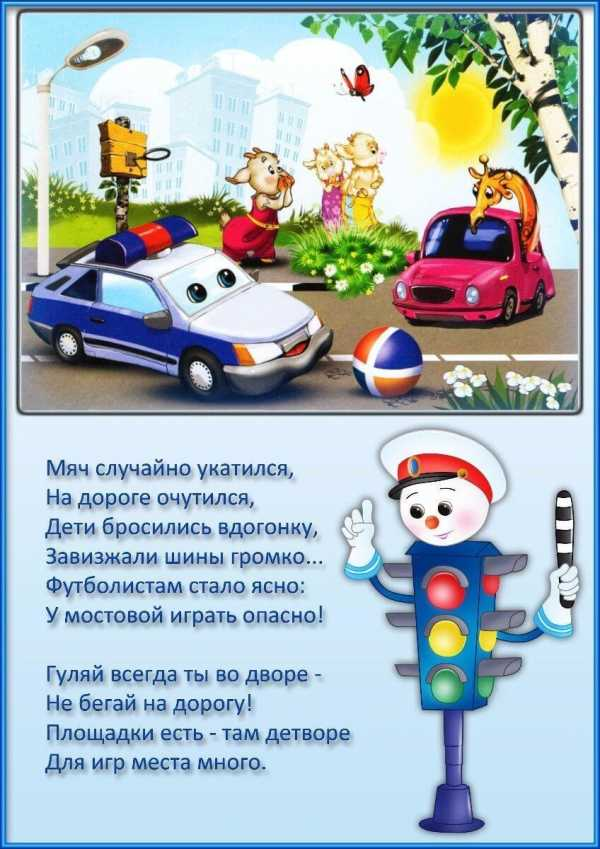 Мяч случайно укатился,
На дороге очутился,
Дети бросились вдогонку,
Завизжали шины громко...
Футболистам стало ясно:
У мостовой играть опасно!
Гуляй всегда ты во дворе -
Не бегай на дорогу!
Площадки есть - там детворе
Для игр места много.